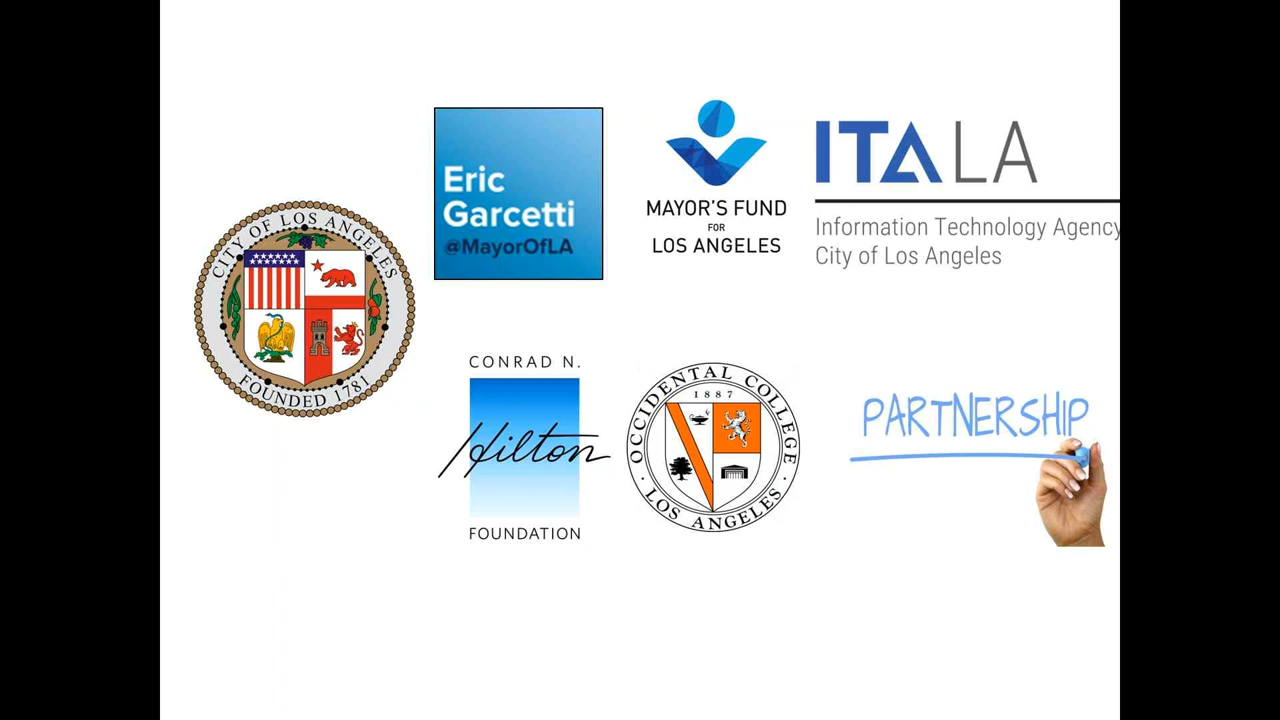 CITY OF LOS ANGELES
FOUNDED 1781
Eric
Garcetti
@MayorOfLA
MAYOR'S FUND
FOR
LOS ANGELES
ITALA
Information Technology Agency
City of Los Angeles
CONRAD N.
Hilton
FOUNDATION
OCCIDENTAL COLLEGE
1887
LOS ANGELES
PARTNERSHIP